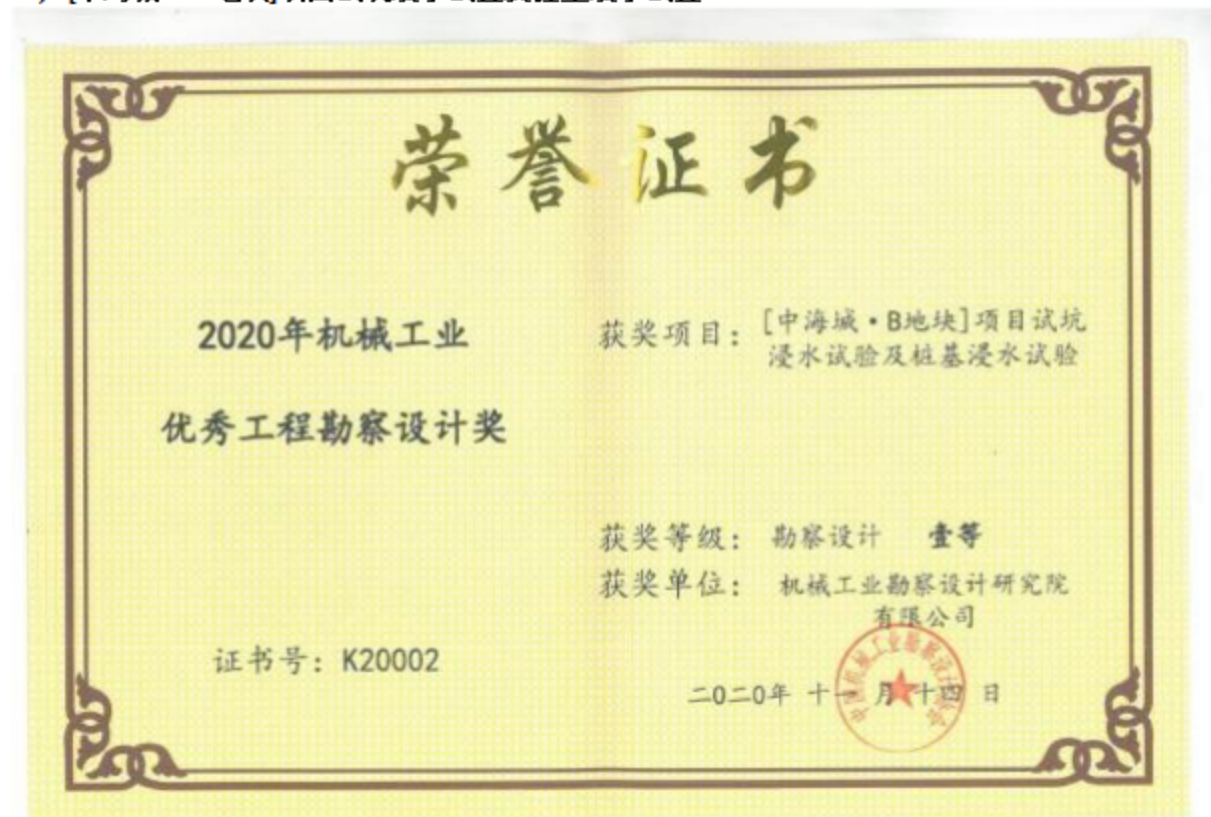 荣誉证书
2020年机械工业
优秀工程勘察设计奖
证书号：K20002
获奖项目：[中海城·B地块]项目试坑
浸水试验及桩基浸水试验
获奖等级：勘察设计 壹等
获奖单位：机械工业勘察设计研究院
有限公司
二0二0年 十一 月 十四 日